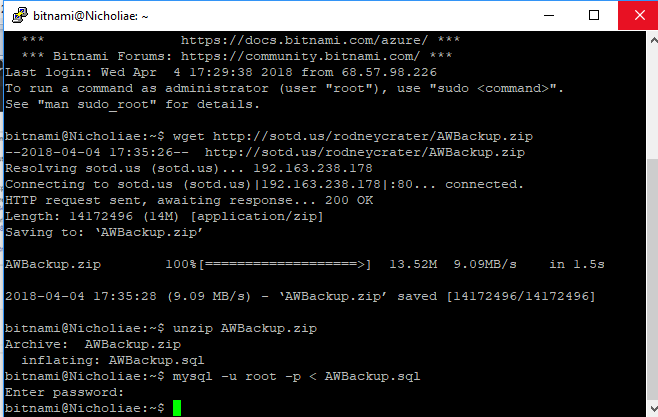 bitnami@Nicholiae: ~
*** https://docs.bitnami.com/azure/ ***
*** Bitnami Forums: https://community.bitnami.com/ ***
Last login: Wed Apr  4 17:29:38 2018 from 68.57.98.226
To run a command as administrator (user "root"), use "sudo <command>".
See "man sudo_root" for details.
bitnami@Nicholiae:~$ wget http://sotd.us/rodneycrater/AWBackup.zip
--2018-04-04 17:35:26--  http://sotd.us/rodneycrater/AWBackup.zip
Resolving sotd.us (sotd.us)... 192.163.238.178
Connecting to sotd.us (sotd.us)|192.163.238.178|:80... connected.
HTTP request sent, awaiting response... 200 OK
Length: 14172496 (14M) [application/zip]
Saving to: ‘AWBackup.zip’
AWBackup.zip        100%[===================>]  13.52M  9.09MB/s    in 1.5s
2018-04-04 17:35:28 (9.09 MB/s) - ‘AWBackup.zip’ saved [14172496/14172496]
bitnami@Nicholiae:~$ unzip AWBackup.zip
Archive:  AWBackup.zip
inflating: AWBackup.sql
bitnami@Nicholiae:~$ mysql -u root -p < AWBackup.sql
Enter password:
bitnami@Nicholiae:~$